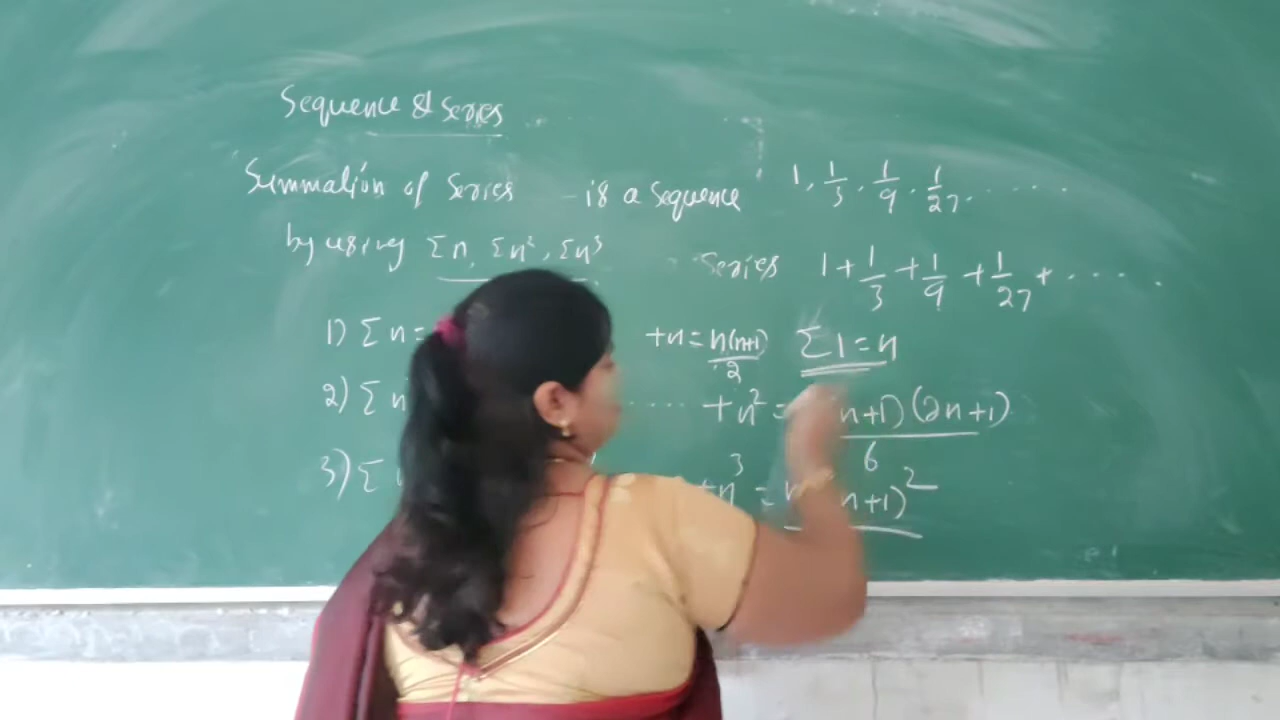 Sequence & Series
Summation of Series - is a Sequence 1, 1/3, 1/9, 1/27, ......
by using Σn, Σn², Σn³
Series 1 + 1/3 + 1/9 + 1/27 + ....
1) Σn = +n = n(n+1)/2 Σ1 = n
2) Σn ..... +n² = n+1)(2n+1)/6
3) Σ +n³ = n+1)²